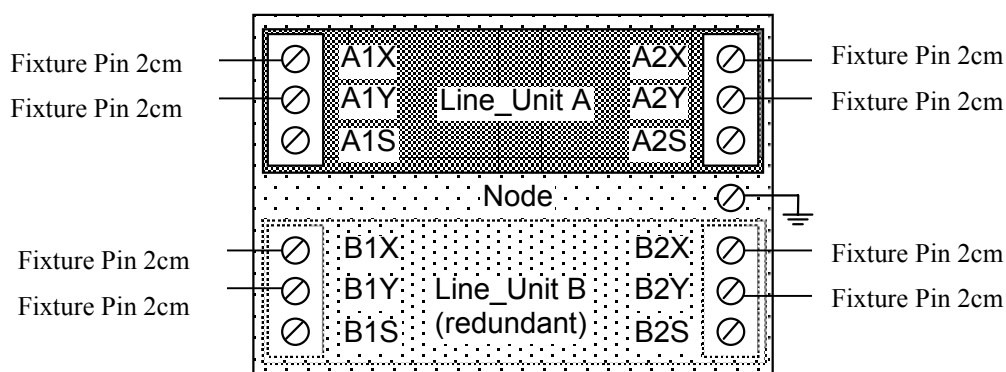 Fixture Pin 2cm A1X A2X Fixture Pin 2cm
Fixture Pin 2cm A1Y Line_Unit A A2Y Fixture Pin 2cm
A1S A2S
Node
Fixture Pin 2cm B1X B2X Fixture Pin 2cm
Fixture Pin 2cm B1Y Line_Unit B B2Y Fixture Pin 2cm
B1S (redundant) B2S